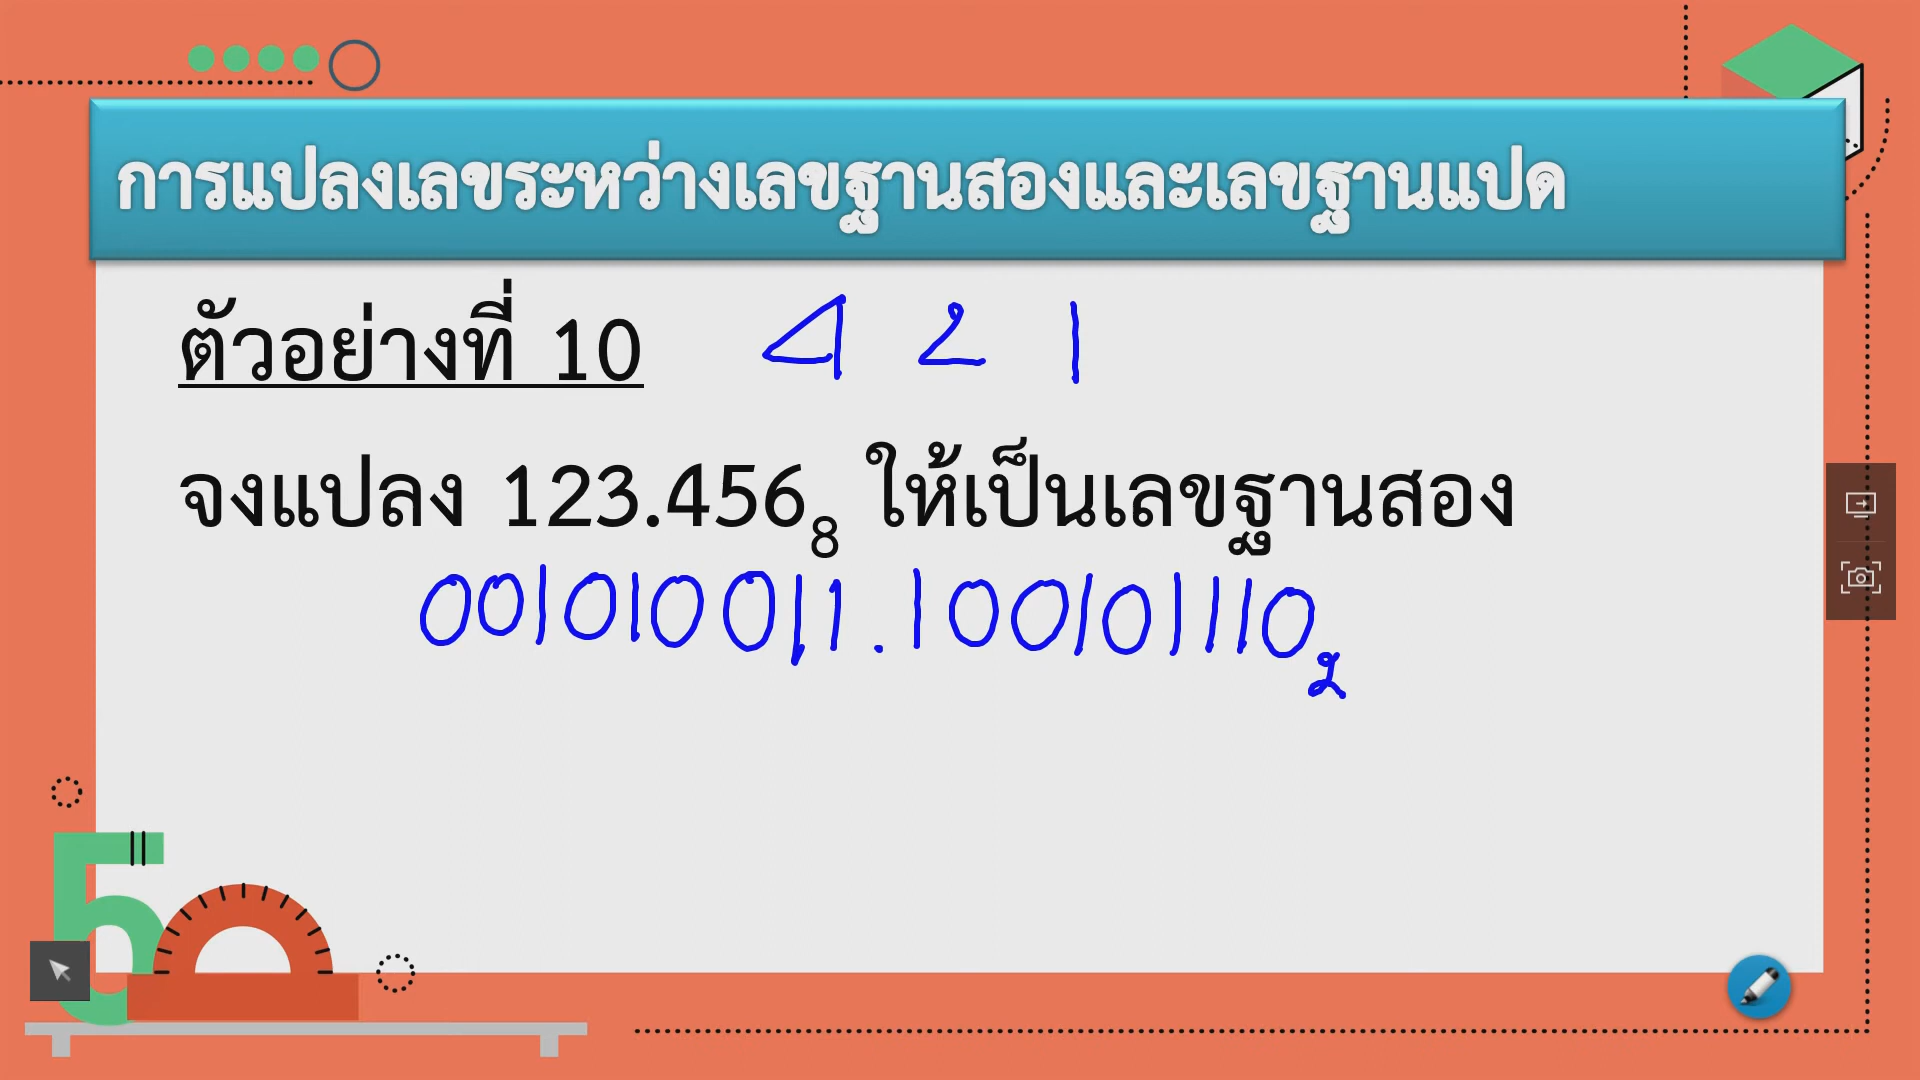 การแปลงเลขระหว่างเลขฐานสองและเลขฐานแปด
ตัวอย่างที่ 10 4 2 1
จงแปลง 123.456₈ ให้เป็นเลขฐานสอง
001010011.100101110₂
5